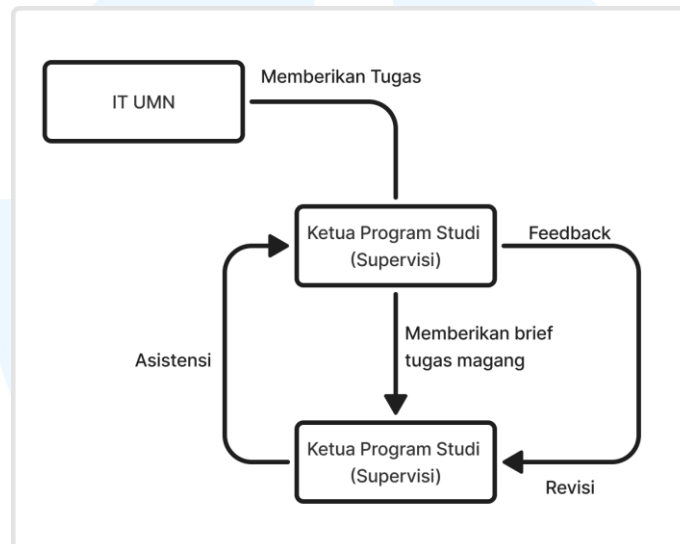 IT UMN
Memberikan Tugas
Ketua Program Studi
(Supervisi)
Feedback
Memberikan brief
tugas magang
Asistensi
Ketua Program Studi
(Supervisi)
Revisi